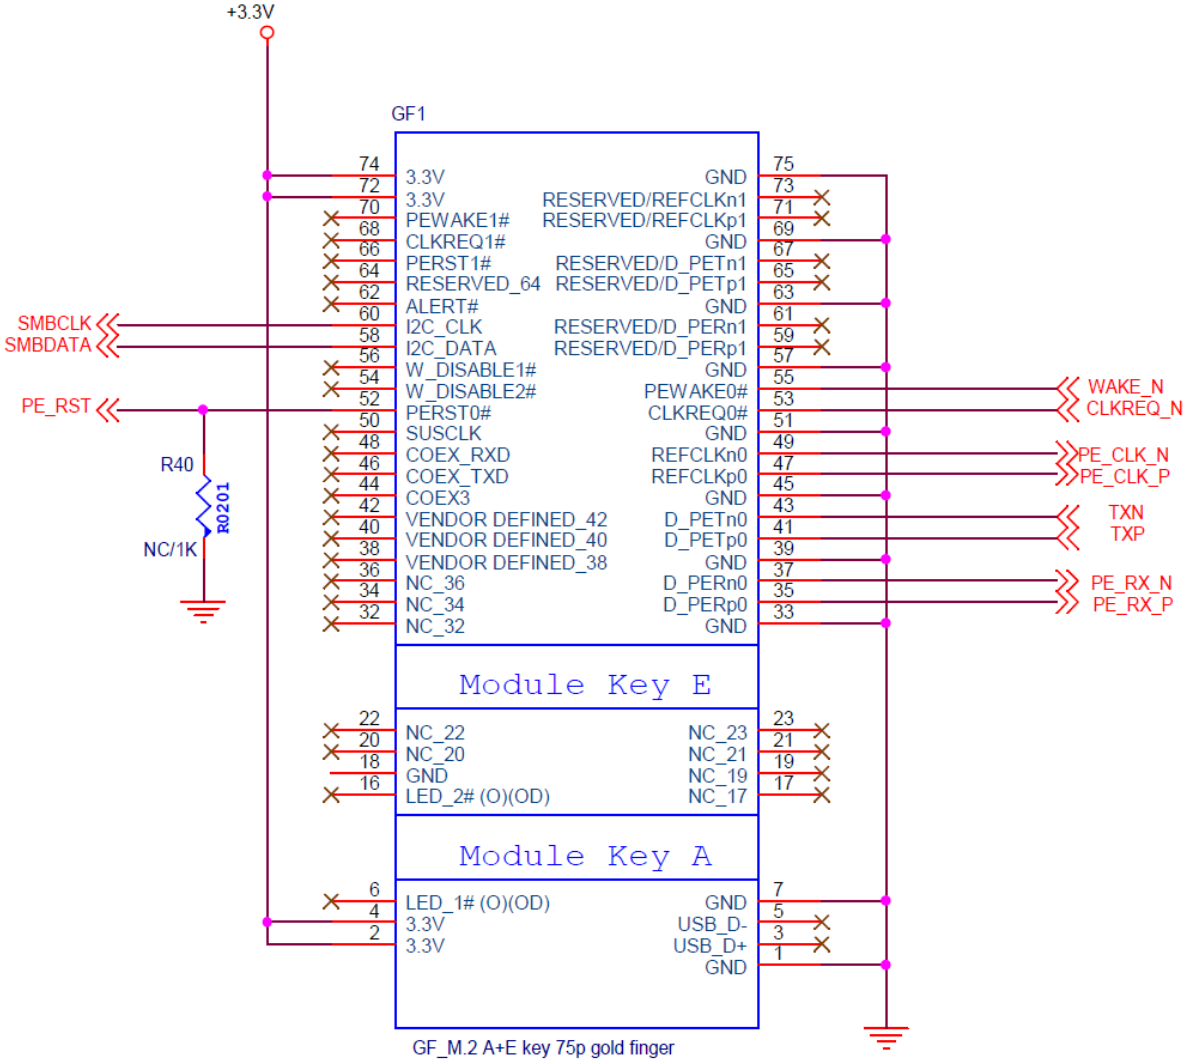 +3.3V
GF1
74 3.3V GND 75
72 3.3V RESERVED/REFCLKn1 73
70 PEWAKE1# RESERVED/REFCLKp1 71
68 CLKREQ1# GND 69
66 PERST1# RESERVED/D_PETn1 67
64 RESERVED_64 RESERVED/D_PETp1 65
62 ALERT# GND 63
SMBCLK 60 I2C_CLK RESERVED/D_PERn1 61
SMBDATA 58 I2C_DATA RESERVED/D_PERp1 59
56 W_DISABLE1# GND 57
54 W_DISABLE2# PEWAKE0# 55 WAKE_N
PE_RST 52 PERST0# CLKREQ0# 53 CLKREQ_N
50 SUSCLK GND 51
48 COEX_RXD REFCLKn0 49 PE_CLK_N
R40 46 COEX_TXD REFCLKp0 47 PE_CLK_P
44 COEX3 GND 45
R0201 42 VENDOR DEFINED_42 D_PETn0 43 TXN
40 VENDOR DEFINED_40 D_PETp0 41 TXP
NC/1K 38 VENDOR DEFINED_38 GND 39
36 NC_36 D_PERn0 37 PE_RX_N
34 NC_34 D_PERp0 35 PE_RX_P
32 NC_32 GND 33
Module Key E
22 NC_22 NC_23 23
20 NC_20 NC_21 21
18 GND NC_19 19
16 LED_2# (O)(OD) NC_17 17
Module Key A
6 LED_1# (O)(OD) GND 7
4 3.3V USB_D- 5
2 3.3V USB_D+ 3
GND 1
GF_M.2 A+E key 75p gold finger